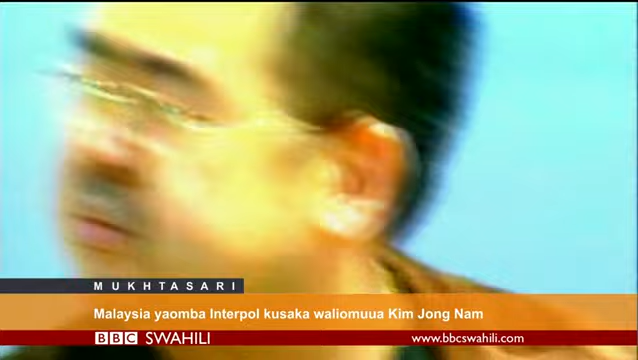 MUKHTASARI
Malaysia yaomba Interpol kusaka waliomuua Kim Jong Nam
BBC SWAHILI
www.bbcswahili.com